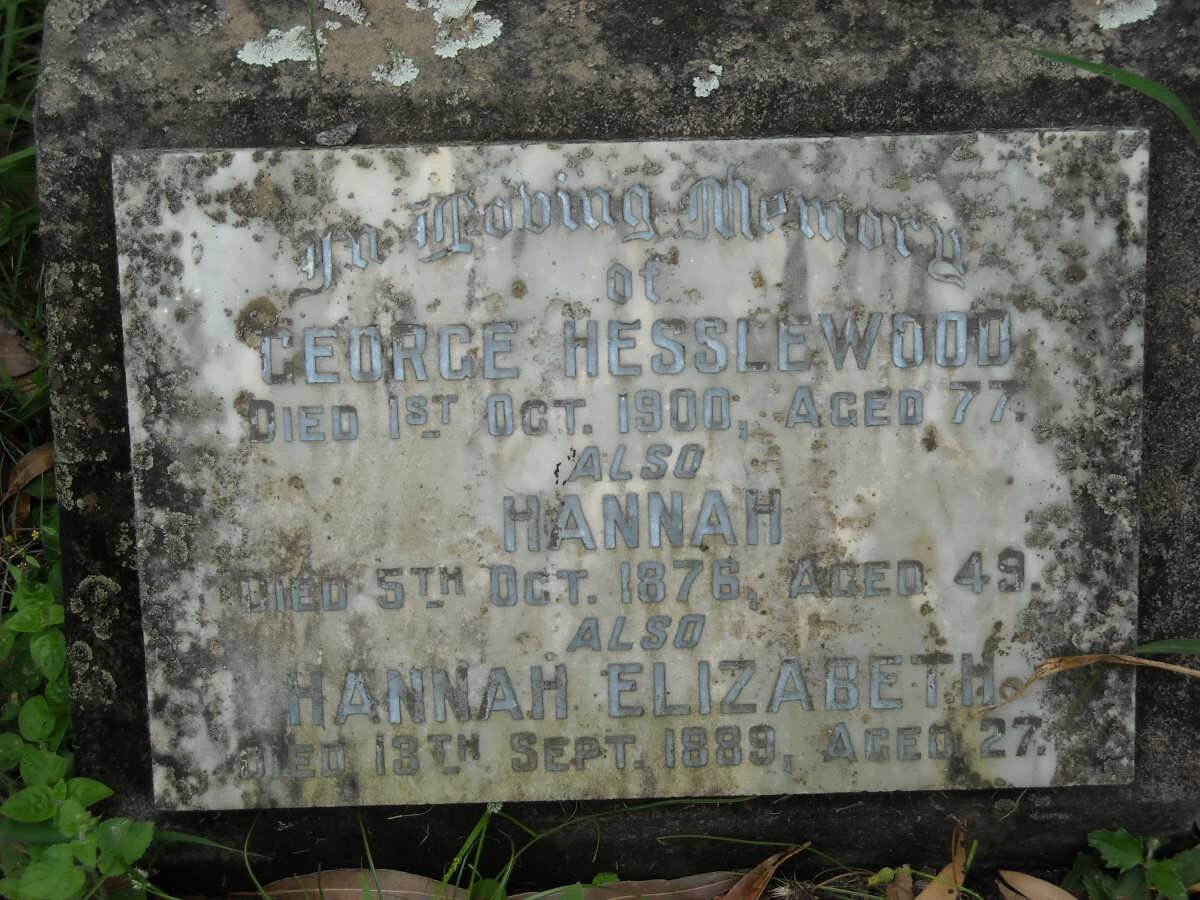 In Loving Memory
of
GEORGE HESSLEWOOD
DIED 1ST OCT. 1900, AGED 77.
ALSO
HANNAH
DIED 5TH OCT. 1876, AGED 49.
ALSO
HANNAH ELIZABETH.
DIED 13TH SEPT. 1889, AGED 27.